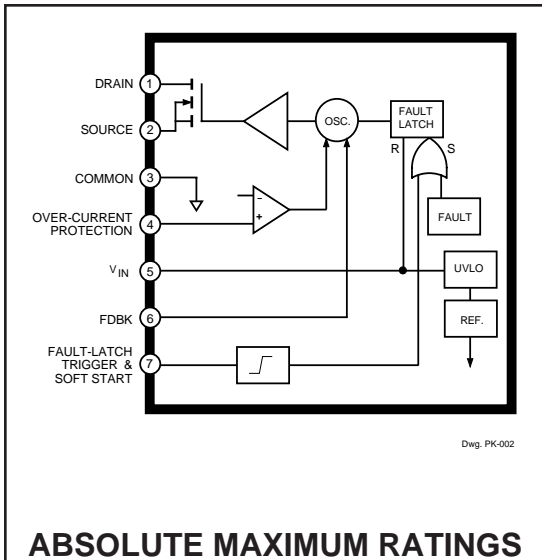 DRAIN
1
SOURCE
2
COMMON
3
OVER-CURRENT
PROTECTION
4
VIN
5
FDBK
6
FAULT-LATCH
TRIGGER &
SOFT START
7
OSC.
FAULT
LATCH
R
S
FAULT
UVLO
REF.
–
+
Dwg. PK-002
ABSOLUTE MAXIMUM RATINGS